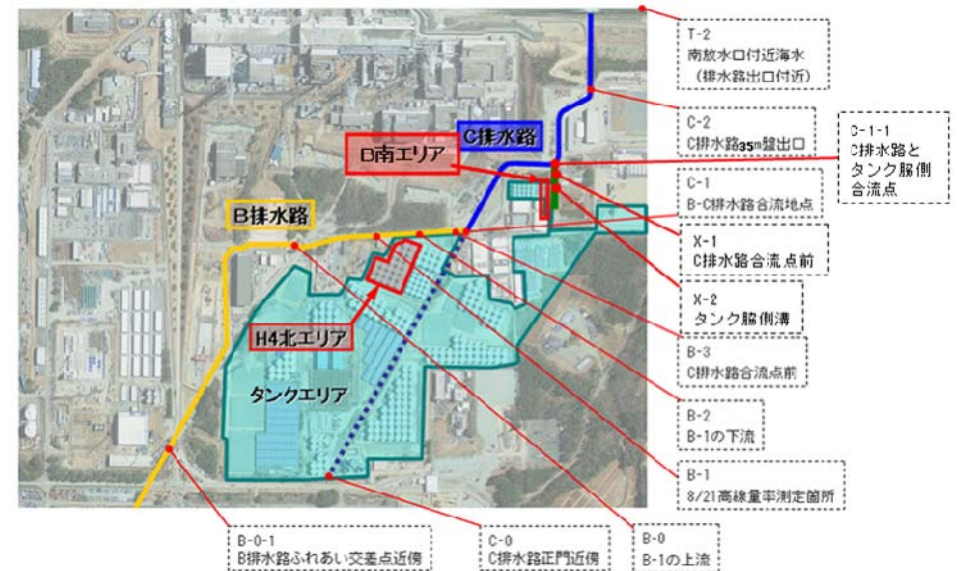 T-2
南放水口付近海水
(排水路出口付近)
C-2
C排水路35m盤出口
C-1-1
C排水路と
タンク脇側
合流点
C-1
B-C排水路合流地点
X-1
C排水路合流点前
X-2
タンク脇側溝
B-3
C排水路合流点前
B-2
B-1の下流
B-1
8/21高線量率測定箇所
C排水路
B南エリア
B排水路
H4北エリア
タンクエリア
B-0-1
B排水路ふれあい交差点近傍
C-0
C排水路正門近傍
B-0
B-1の上流